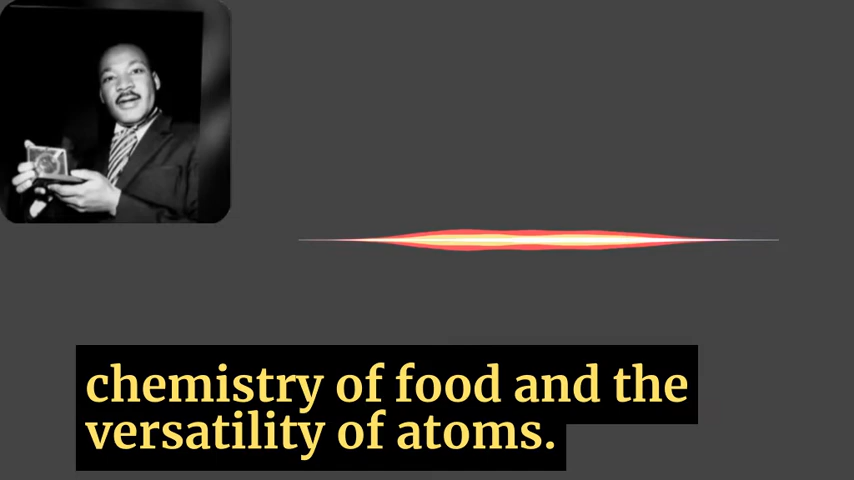 chemistry of food and the
versatility of atoms.